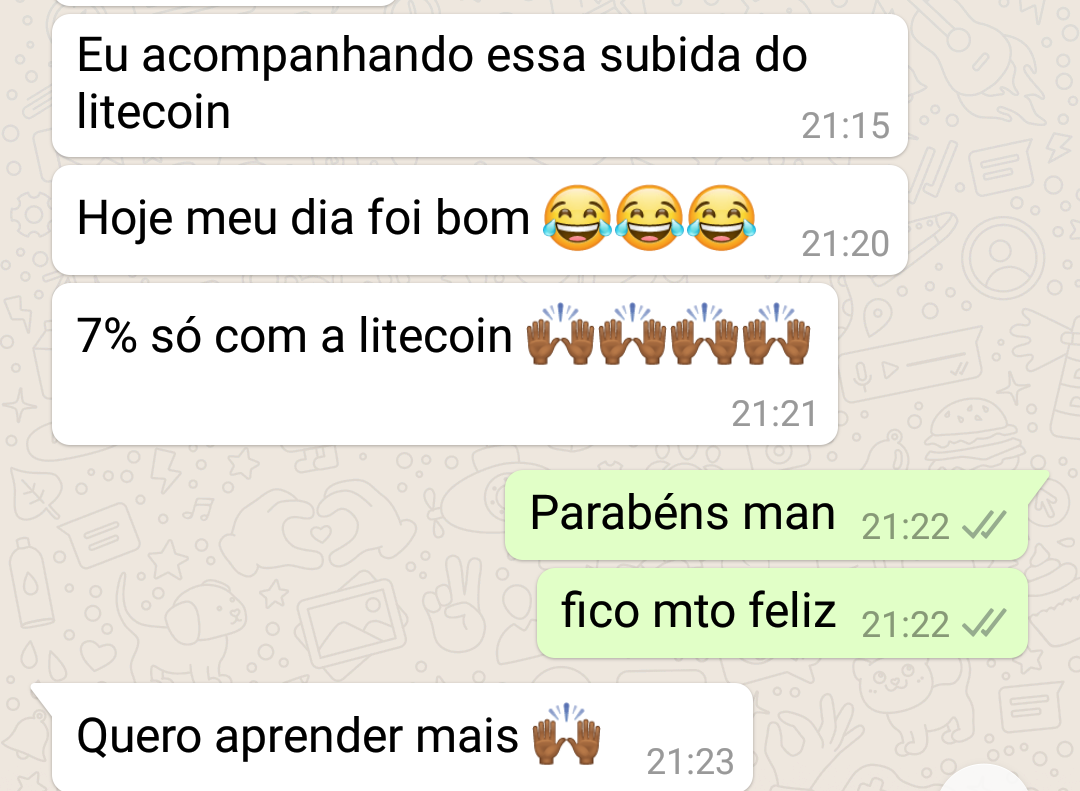 Eu acompanhando essa subida do
litecoin
21:15
Hoje meu dia foi bom 😂😂😂
21:20
7% só com a litecoin 🙌🏾🙌🏾🙌🏾🙌🏾
21:21
Parabéns man 21:22
fico mto feliz 21:22
Quero aprender mais 🙌🏾
21:23